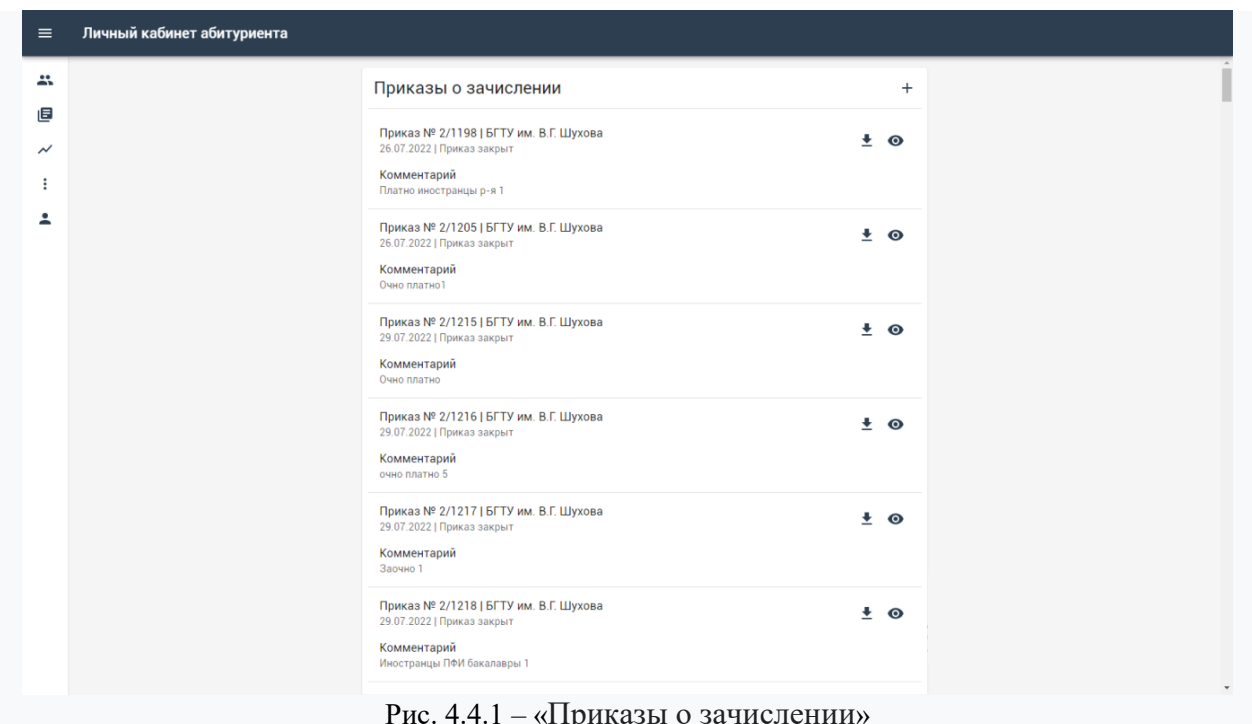 Личный кабинет абитуриента
Приказы о зачислении
Приказ № 2/1198 | БГТУ им. В.Г. Шухова
26.07.2022 | Приказ закрыт
Комментарий
Платно иностранцы р-я 1
Приказ № 2/1205 | БГТУ им. В.Г. Шухова
26.07.2022 | Приказ закрыт
Комментарий
Очно платно1
Приказ № 2/1215 | БГТУ им. В.Г. Шухова
29.07.2022 | Приказ закрыт
Комментарий
Очно платно
Приказ № 2/1216 | БГТУ им. В.Г. Шухова
29.07.2022 | Приказ закрыт
Комментарий
очно платно 5
Приказ № 2/1217 | БГТУ им. В.Г. Шухова
29.07.2022 | Приказ закрыт
Комментарий
Заочно 1
Приказ № 2/1218 | БГТУ им. В.Г. Шухова
29.07.2022 | Приказ закрыт
Комментарий
Иностранцы ПФИ бакалавры 1
Рис. 4.4.1 – «Приказы о зачислении»